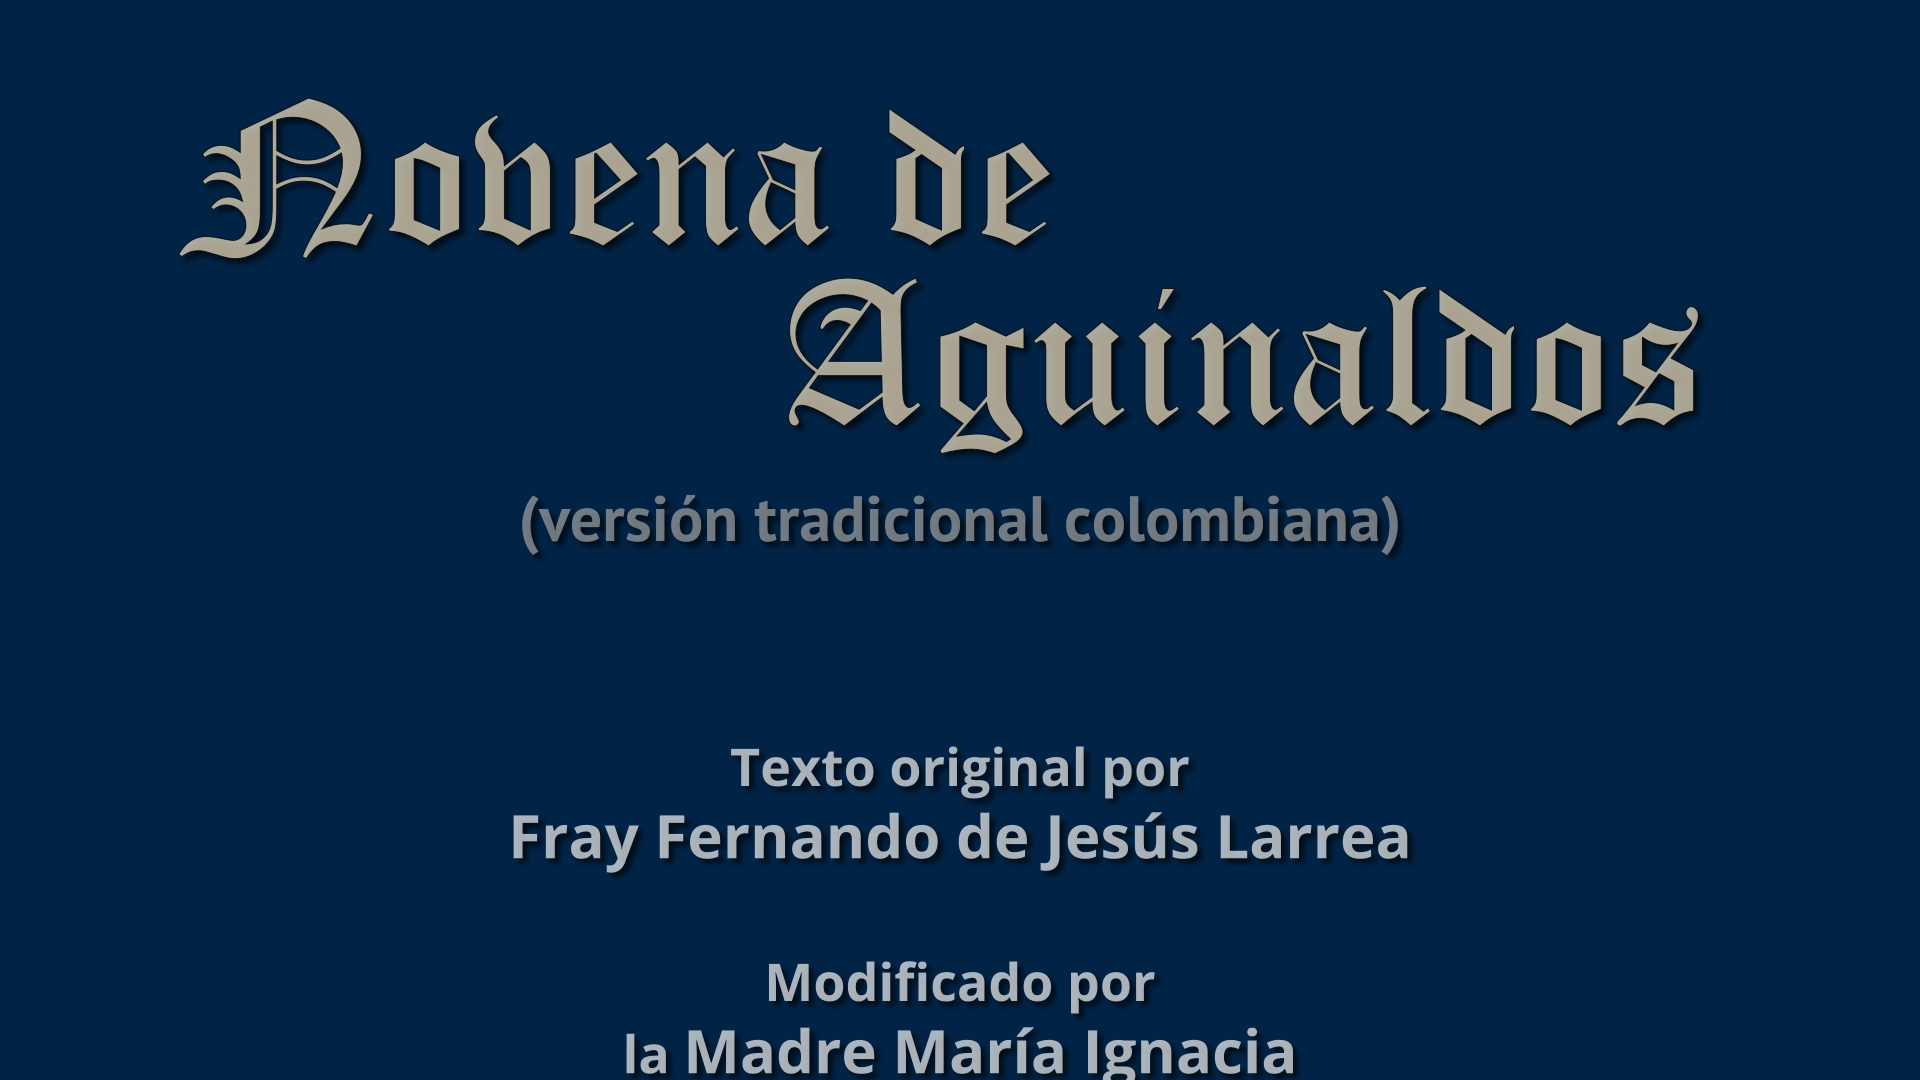 Novena de
Aguinaldos
(versión tradicional colombiana)
Texto original por
Fray Fernando de Jesús Larrea
Modificado por
la Madre María Ignacia